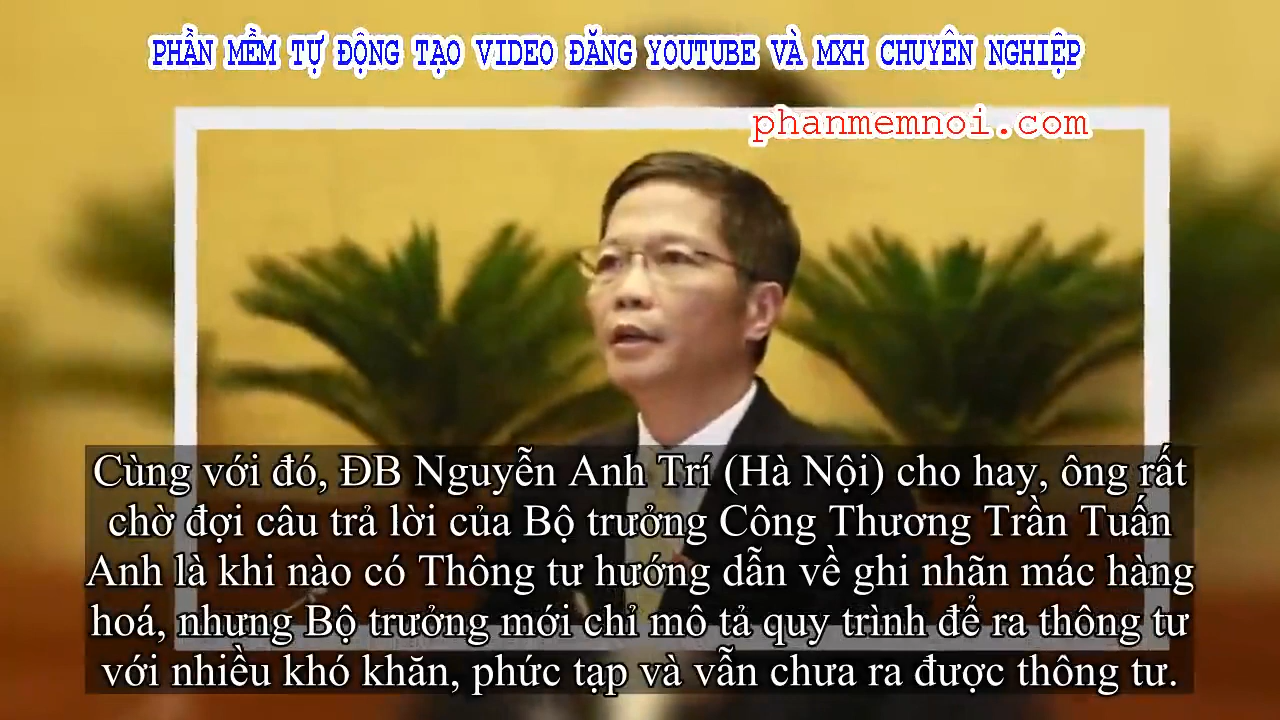 PHẦN MỀM TỰ ĐỘNG TẠO VIDEO ĐĂNG YOUTUBE VÀ MXH CHUYÊN NGHIỆP
phanmemnoi.com
Cùng với đó, ĐB Nguyễn Anh Trí (Hà Nội) cho hay, ông rất
chờ đợi câu trả lời của Bộ trưởng Công Thương Trần Tuấn
Anh là khi nào có Thông tư hướng dẫn về ghi nhãn mác hàng
hoá, nhưng Bộ trưởng mới chỉ mô tả quy trình để ra thông tư
với nhiều khó khăn, phức tạp và vẫn chưa ra được thông tư.